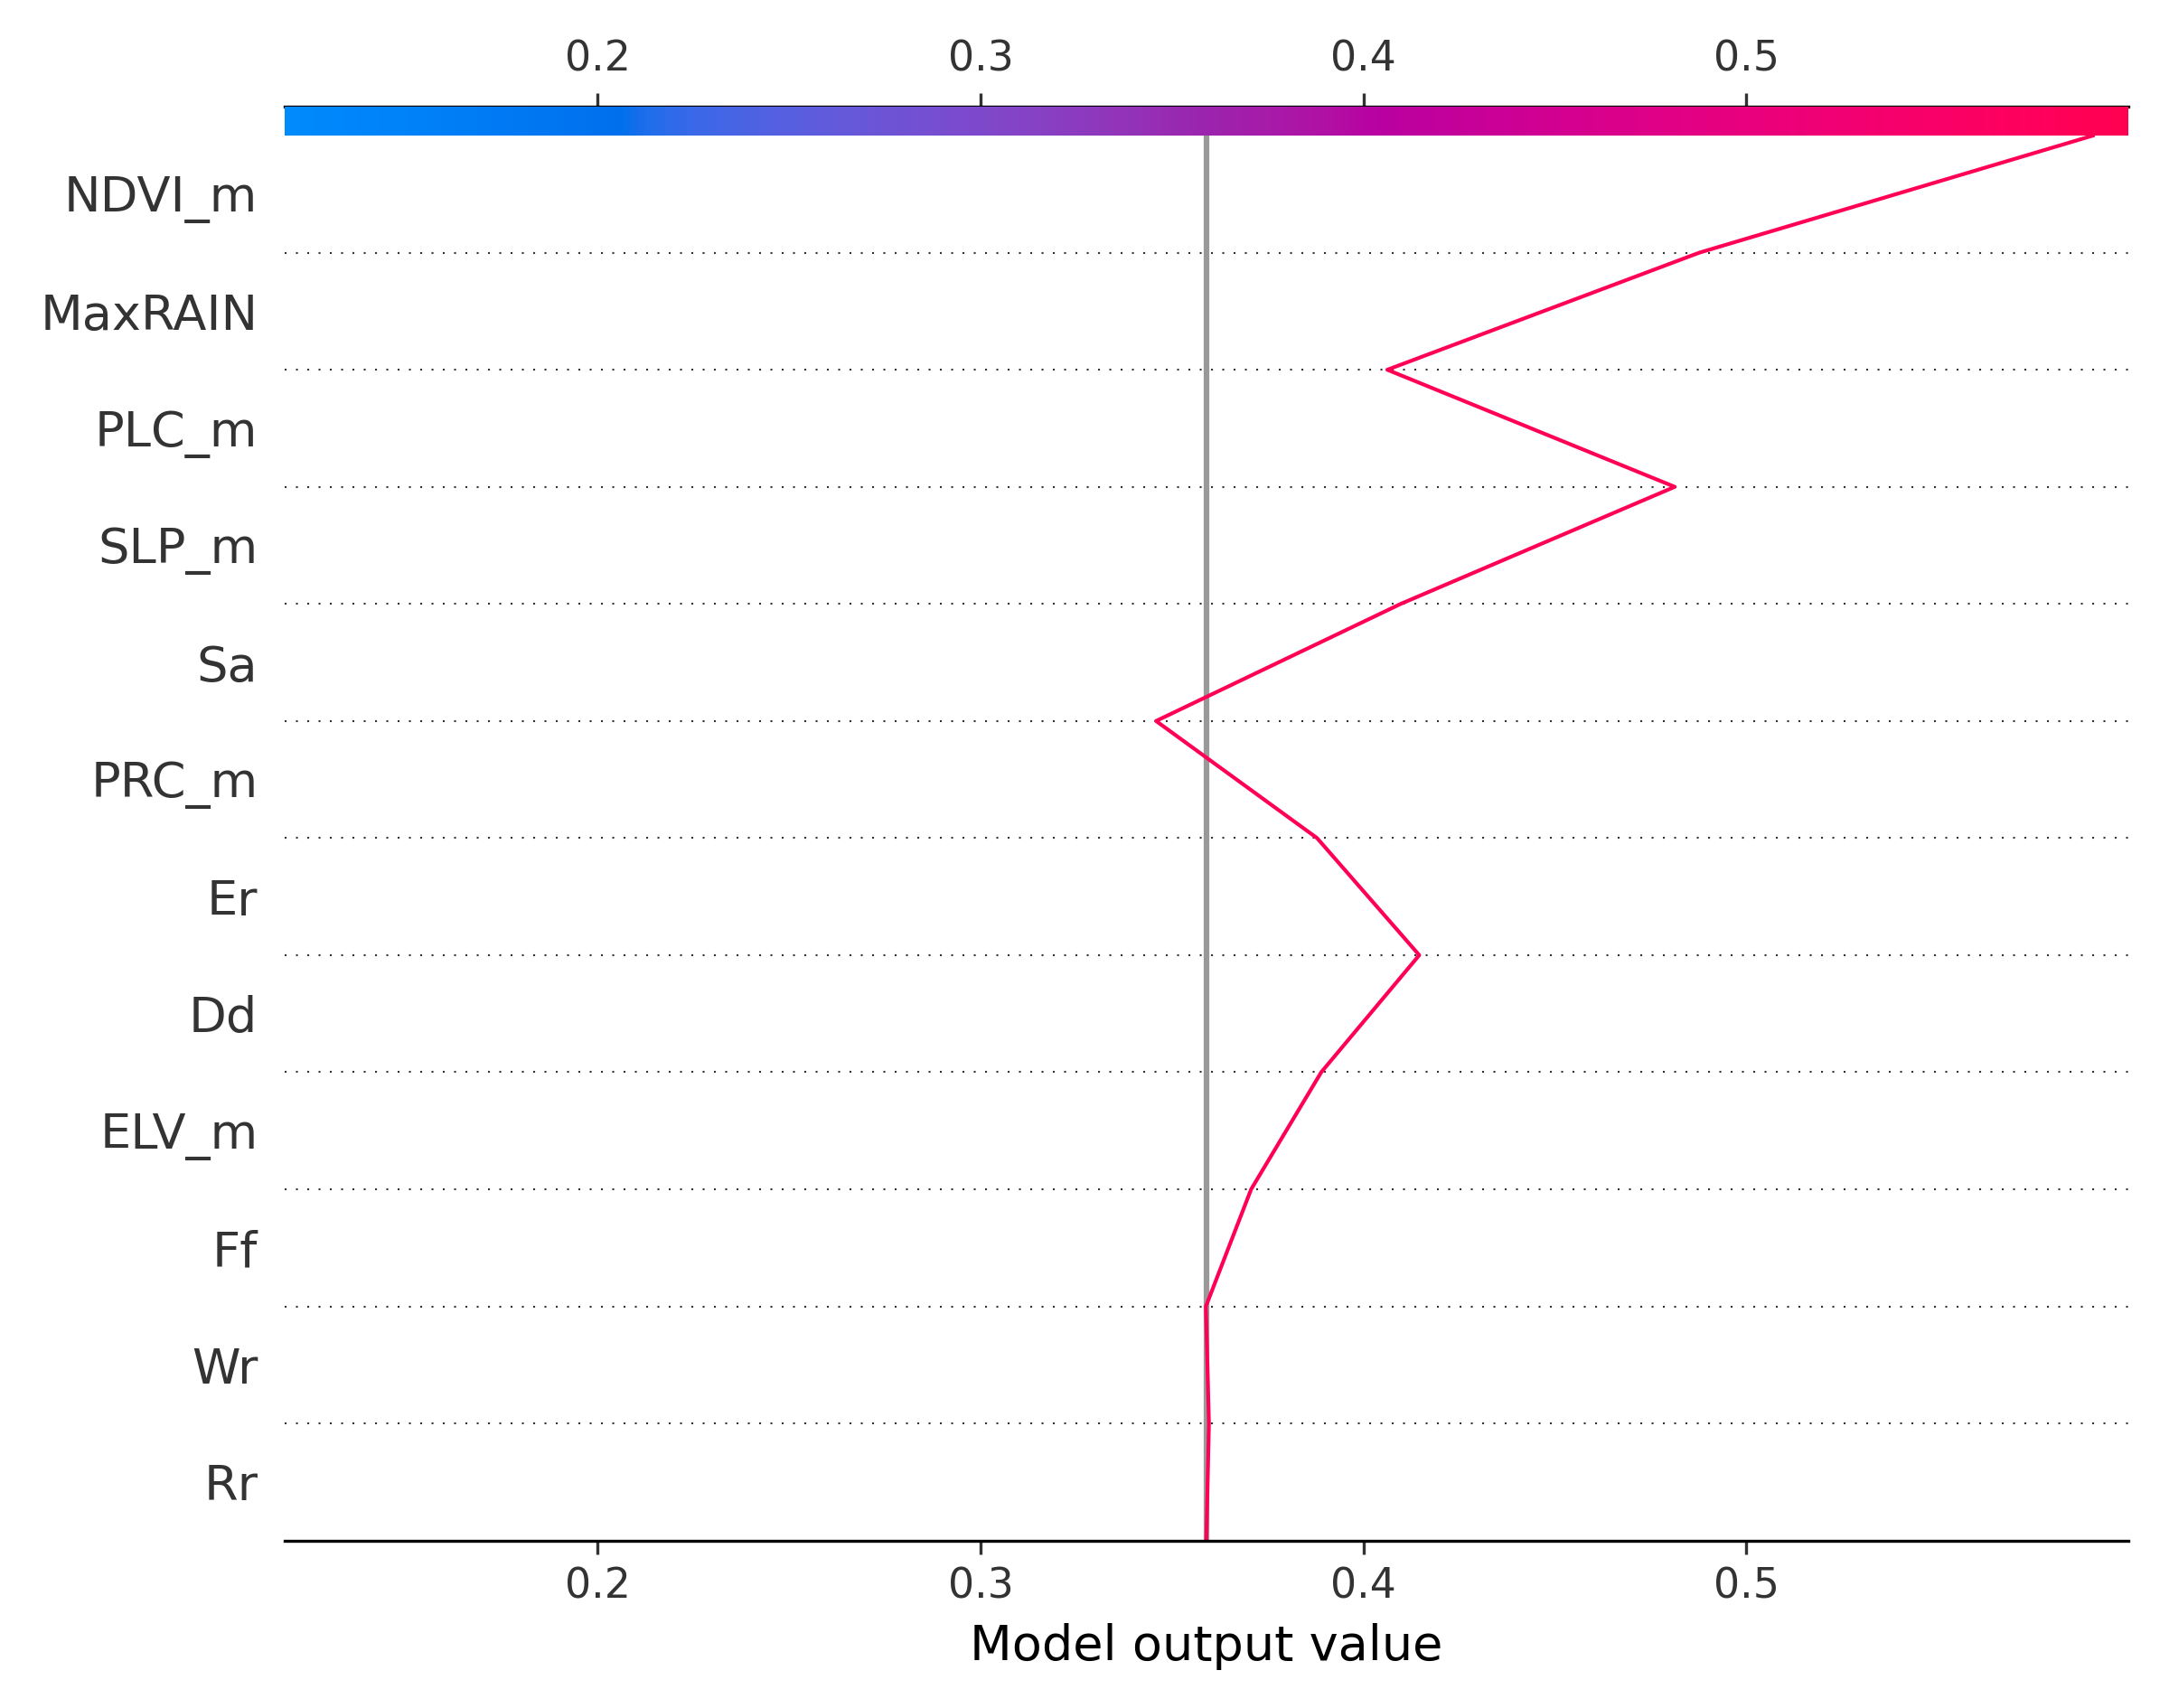 0.2 0.3 0.4 0.5
NDVI_m
MaxRAIN
PLC_m
SLP_m
Sa
PRC_m
Er
Dd
ELV_m
Ff
Wr
Rr
0.2 0.3 0.4 0.5
Model output value